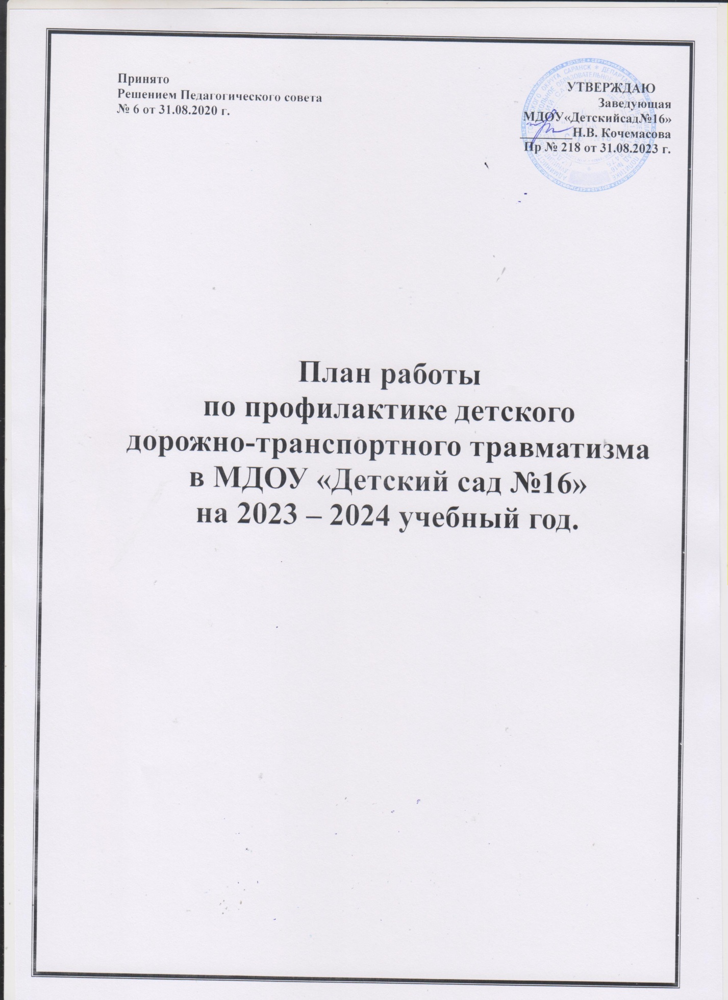 Принято
Решением Педагогического совета
№ 6 от 31.08.2020 г.
УТВЕРЖДАЮ
Заведующая
МДОУ«Детскийсад№16»
Н.В. Кочемасова
Пр № 218 от 31.08.2023 г.
План работы
по профилактике детского
дорожно-транспортного травматизма
в МДОУ «Детский сад №16»
на 2023 – 2024 учебный год.